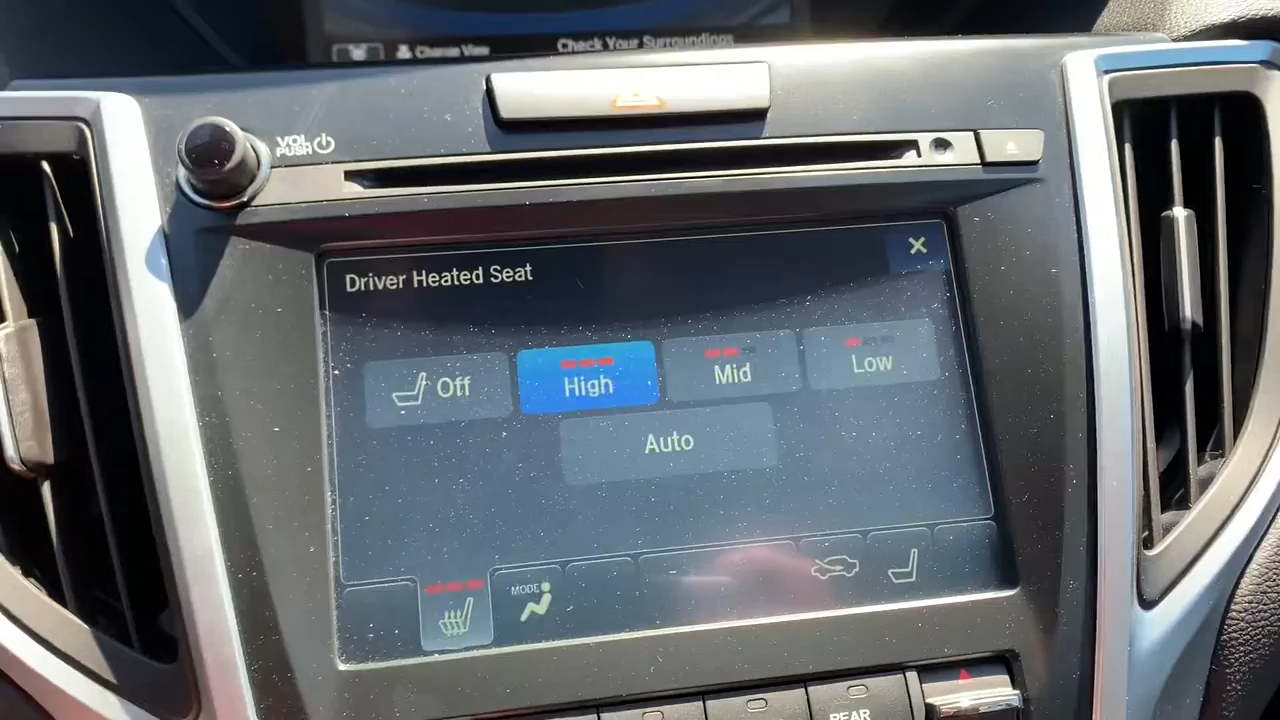 Change View
Check Your Surroundings
VOL
PUSH
Driver Heated Seat
Off
High
Mid
Low
Auto
MODE
REAR